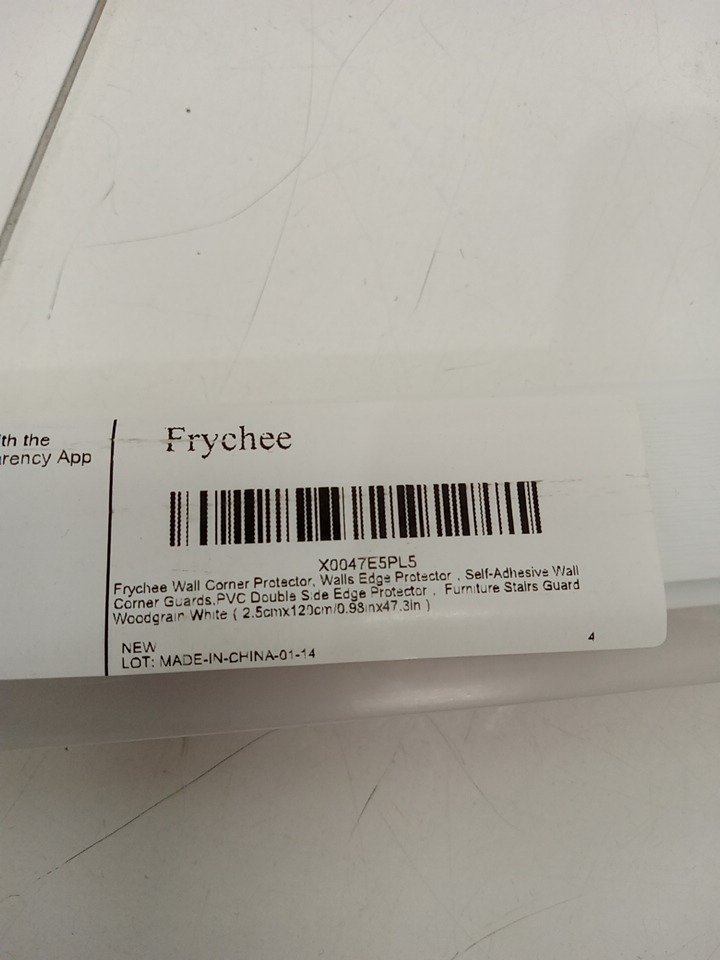 ith the
arency App
Frychee
X0047E5PL5
Frychee Wall Corner Protector, Walls Edge Protector , Self-Adhesive Wall
Corner Guards,PVC Double Side Edge Protector , Furniture Stairs Guard
Woodgrain White ( 2.5cmx120cm/0.98inx47.3in )
NEW
LOT: MADE-IN-CHINA-01-14
4